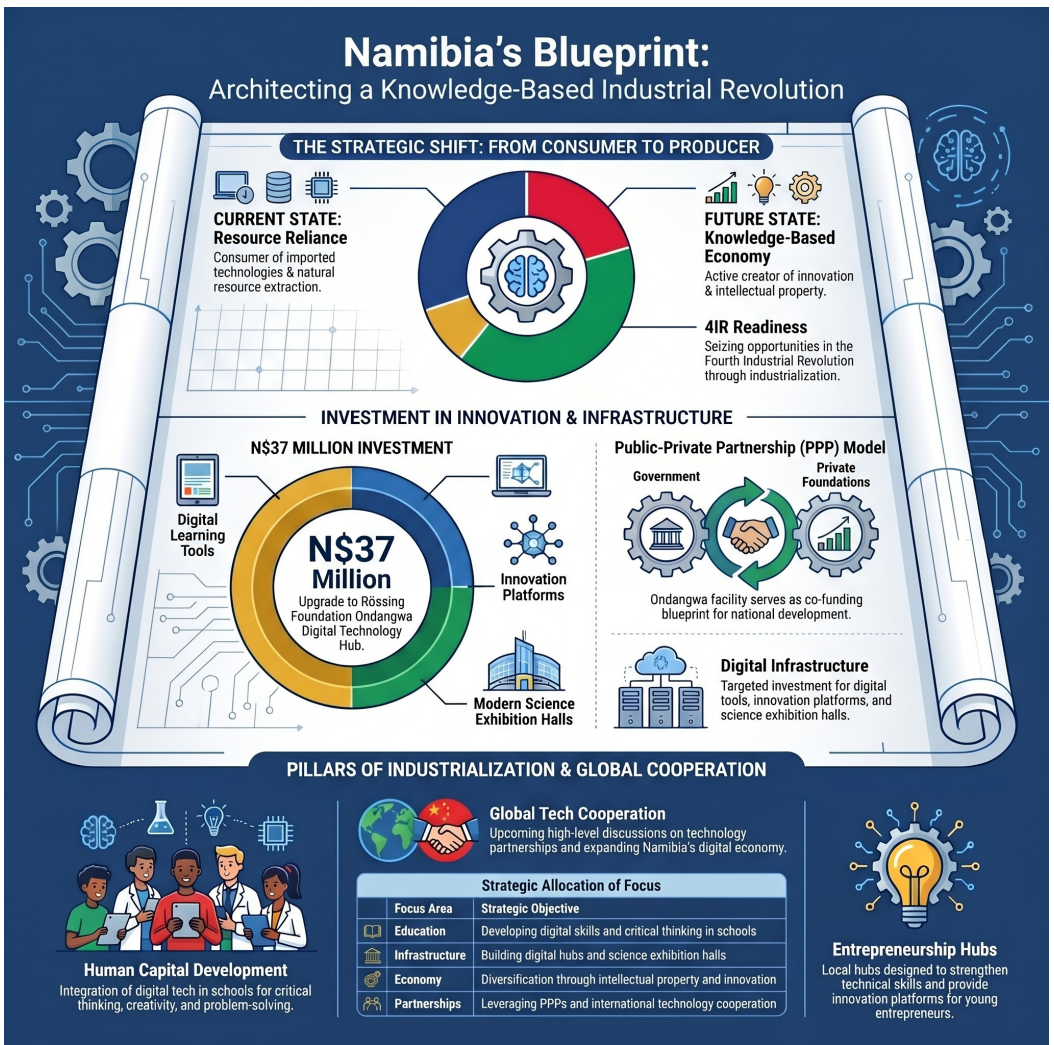 Namibia's Blueprint:
Architecting a Knowledge-Based Industrial Revolution
THE STRATEGIC SHIFT: FROM CONSUMER TO PRODUCER
CURRENT STATE:
Resource Reliance
Consumer of imported
technologies & natural
resource extraction.
FUTURE STATE:
Knowledge-Based
Economy
Active creator of innovation
& intellectual property.
4IR Readiness
Seizing opportunities in the
Fourth Industrial Revolution
through industrialization.
INVESTMENT IN INNOVATION & INFRASTRUCTURE
N$37 MILLION INVESTMENT
Digital
Learning
Tools
N$37
Million
Upgrade to Rössing
Foundation Ondangwa
Digital Technology
Hub.
Innovation
Platforms
Modern Science
Exhibition Halls
Public-Private Partnership (PPP) Model
Government
Private
Foundations
Ondangwa facility serves as co-funding
blueprint for national development.
Digital Infrastructure
Targeted investment for digital
tools, innovation platforms, and
science exhibition halls.
PILLARS OF INDUSTRIALIZATION & GLOBAL COOPERATION
Human Capital Development
Integration of digital tech in schools for critical
thinking, creativity, and problem-solving.
Global Tech Cooperation
Upcoming high-level discussions on technology
partnerships and expanding Namibia's digital economy.
Strategic Allocation of Focus
Focus Area Strategic Objective
Education Developing digital skills and critical thinking in schools
Infrastructure Building digital hubs and science exhibition halls
Economy Diversification through intellectual property and innovation
Partnerships Leveraging PPPs and international technology cooperation
Entrepreneurship Hubs
Local hubs designed to strengthen
technical skills and provide
innovation platforms for young
entrepreneurs.